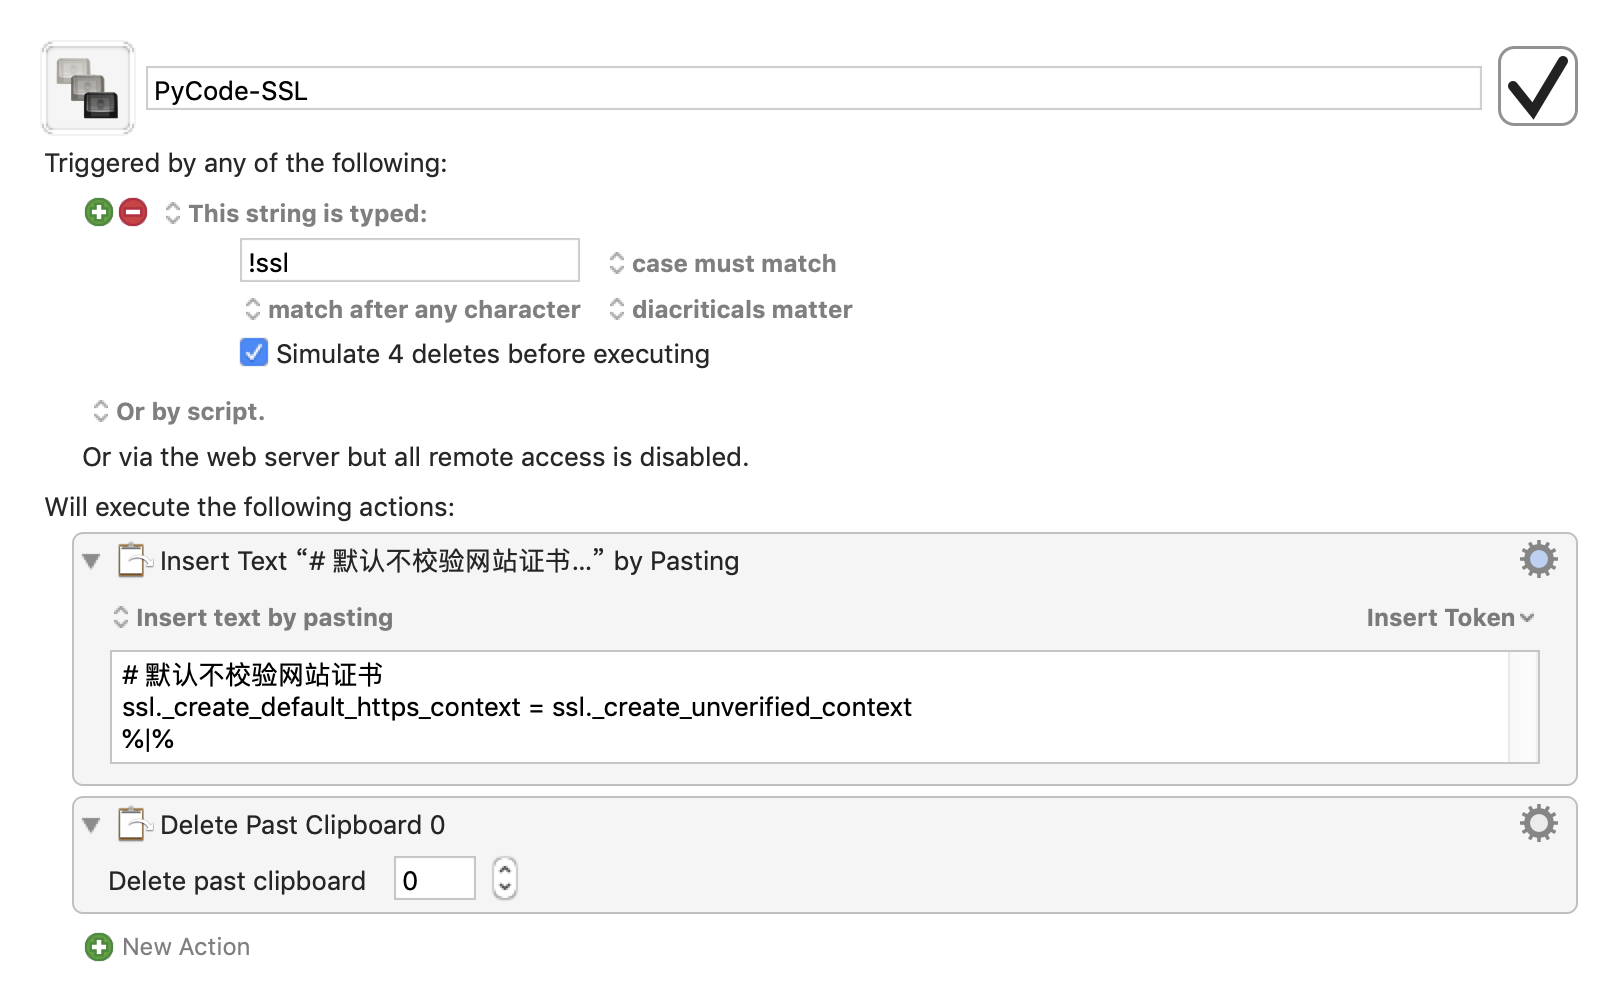 PyCode-SSL
Triggered by any of the following:
This string is typed:
!ssl
case must match
match after any character
diacriticals matter
Simulate 4 deletes before executing
Or by script.
Or via the web server but all remote access is disabled.
Will execute the following actions:
Insert Text “# 默认不校验网站证书...” by Pasting
Insert text by pasting
Insert Token
# 默认不校验网站证书
ssl._create_default_https_context = ssl._create_unverified_context
%|%
Delete Past Clipboard 0
Delete past clipboard
0
New Action